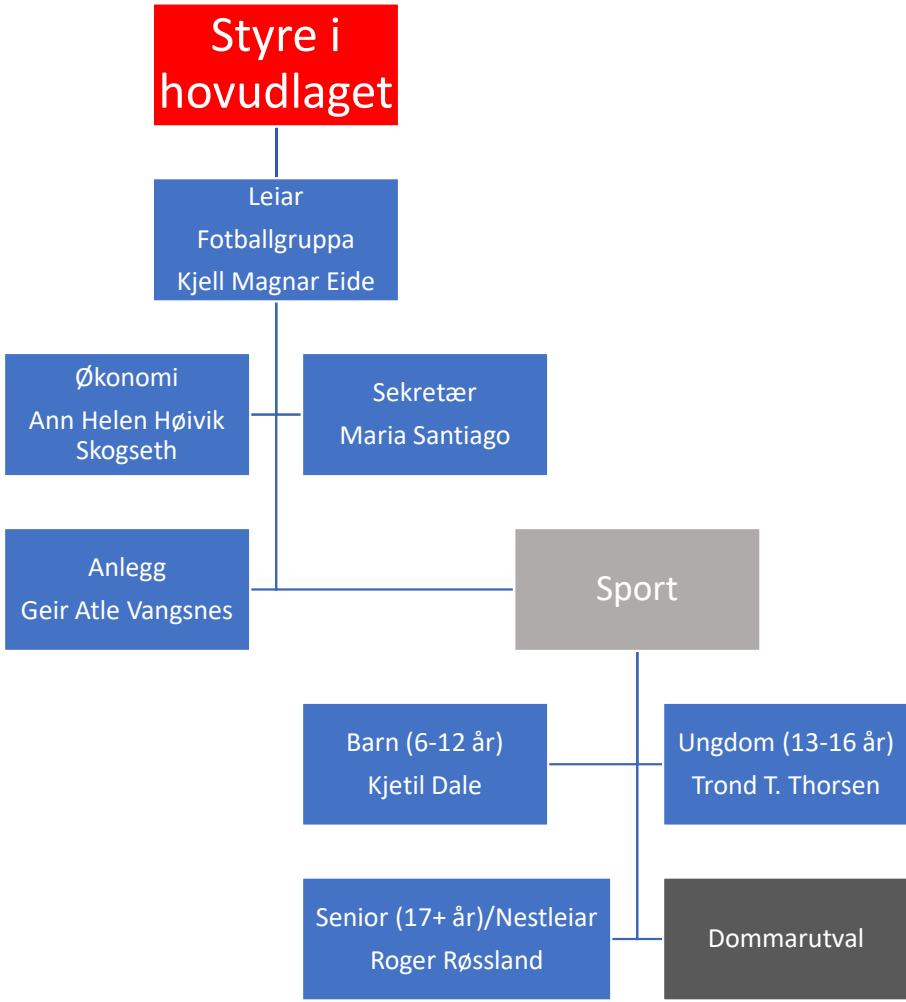 Styre i
hovudlaget
Leiar
Fotballgruppa
Kjell Magnar Eide
Økonomi
Ann Helen Høivik
Skogseth
Sekretær
Maria Santiago
Anlegg
Geir Atle Vangsnes
Sport
Barn (6-12 år)
Kjetil Dale
Ungdom (13-16 år)
Trond T. Thorsen
Senior (17+ år)/Nestleiar
Roger Røssland
Dommarutval